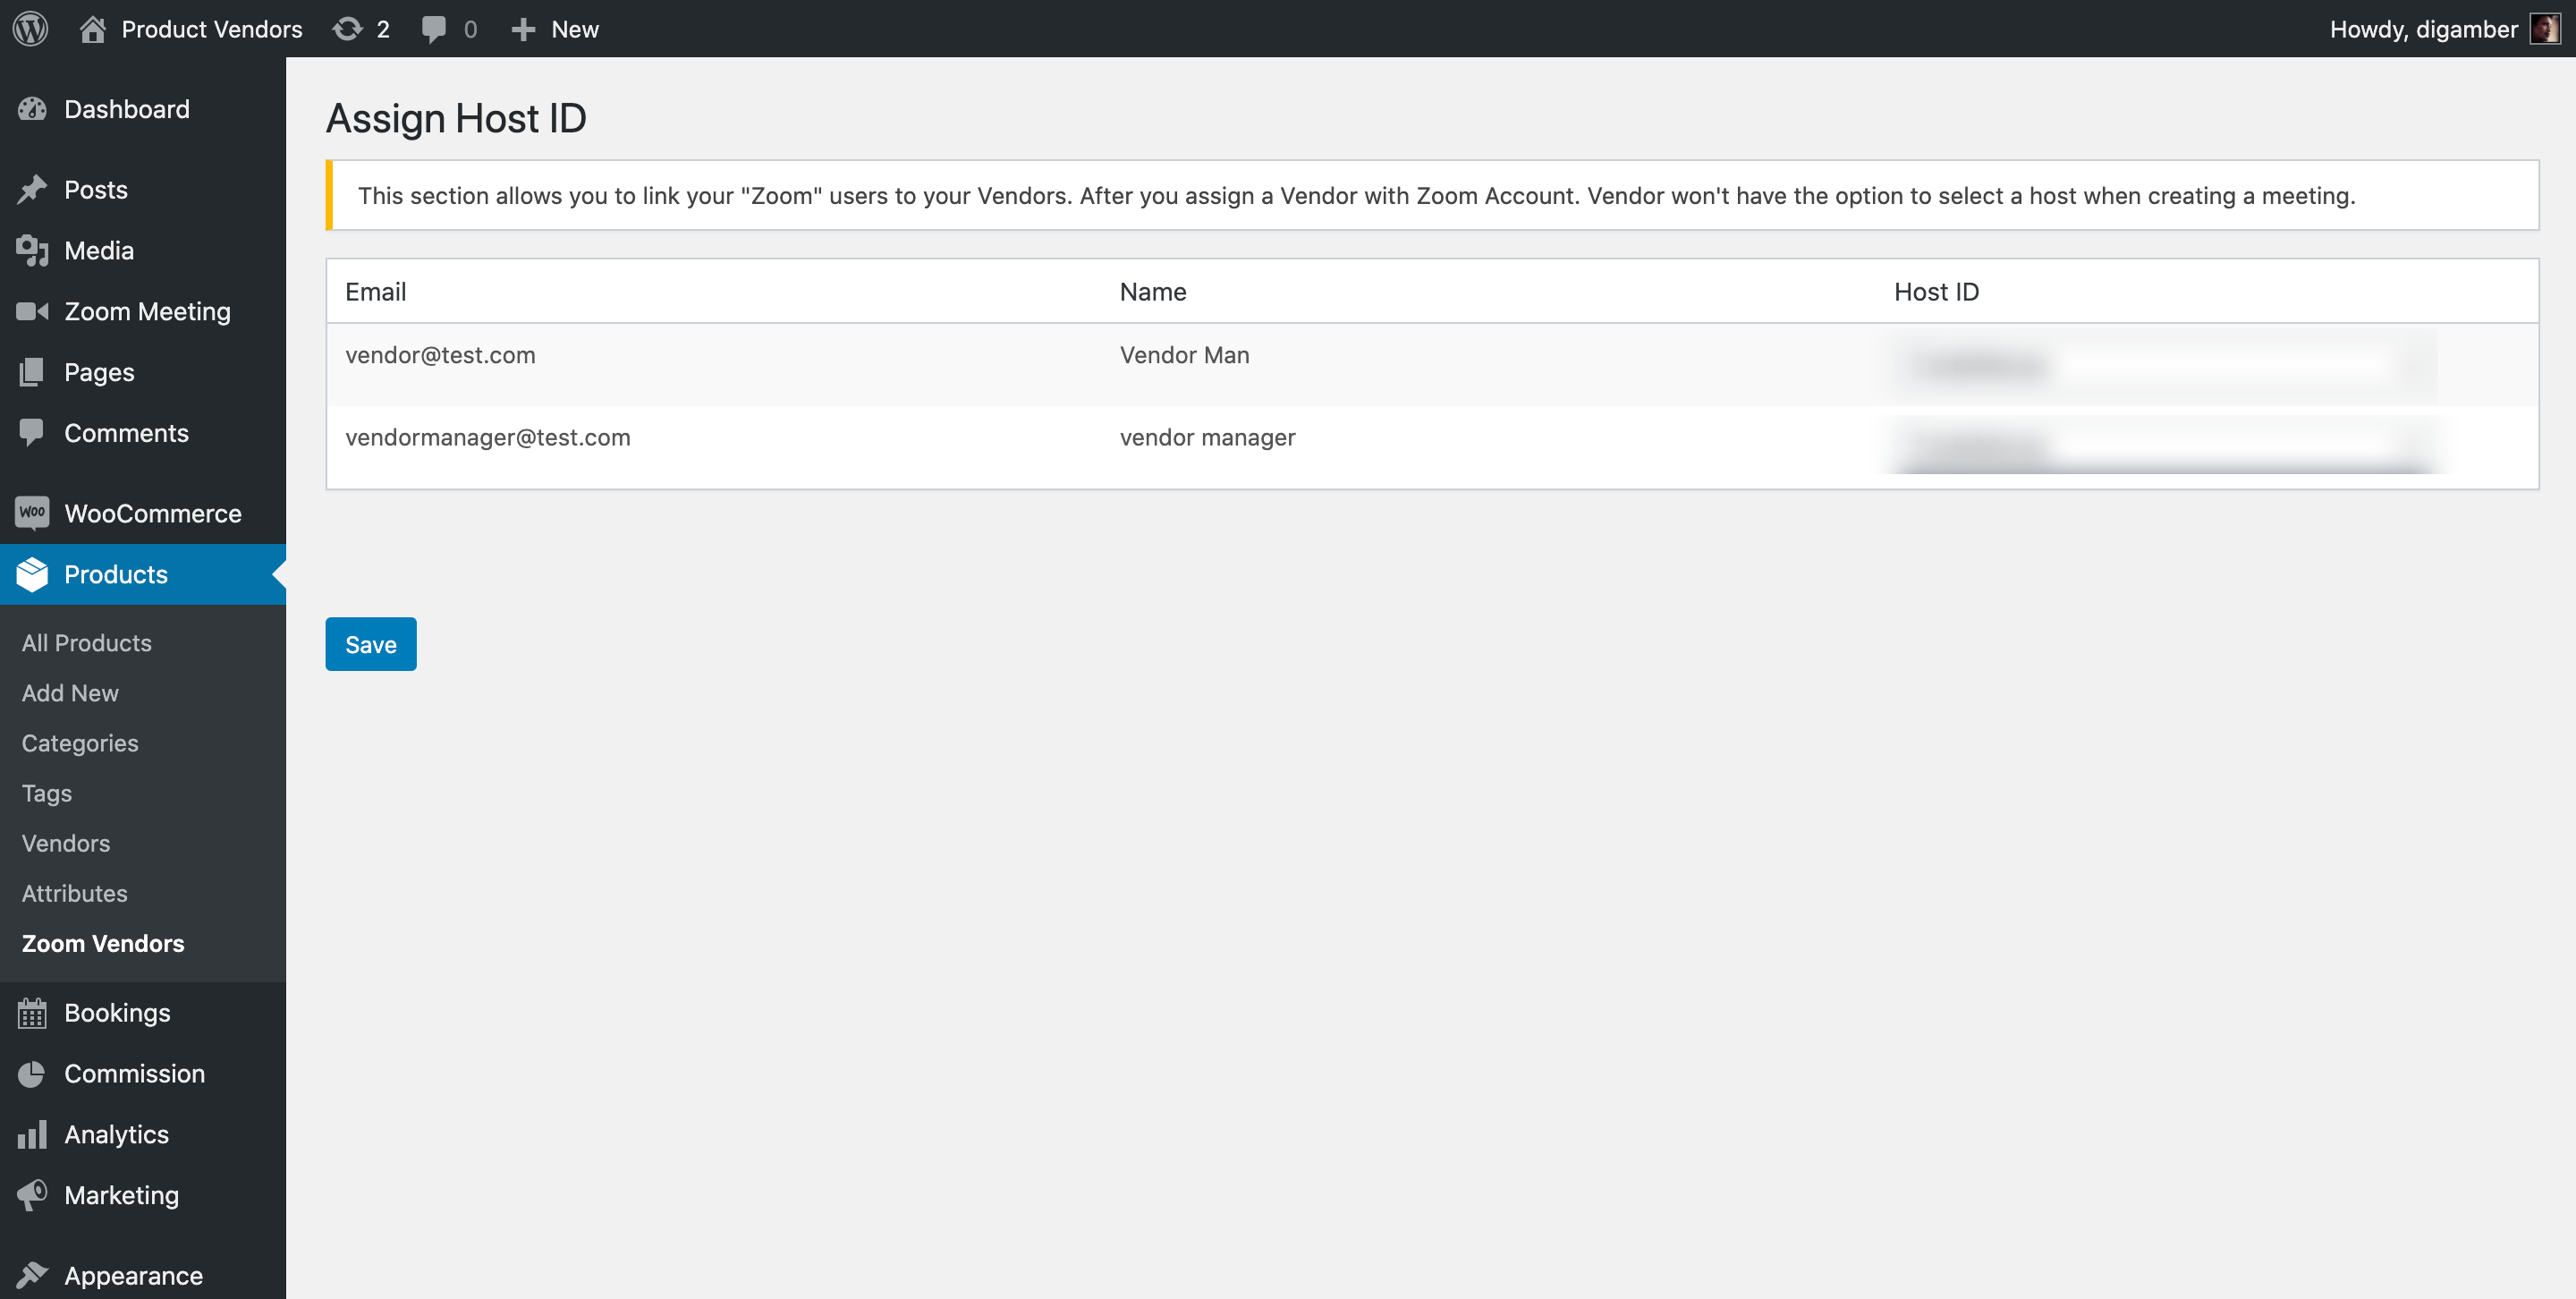 Product Vendors 2 0 New Howdy, digamber
Dashboard
Posts
Media
Zoom Meeting
Pages
Comments
WOO WooCommerce
Products
All Products
Add New
Categories
Tags
Vendors
Attributes
Zoom Vendors
Bookings
Commission
Analytics
Marketing
Appearance
Assign Host ID
This section allows you to link your "Zoom" users to your Vendors. After you assign a Vendor with Zoom Account. Vendor won't have the option to select a host when creating a meeting.
Email Name Host ID
vendor@test.com Vendor Man
vendormanager@test.com vendor manager
Save